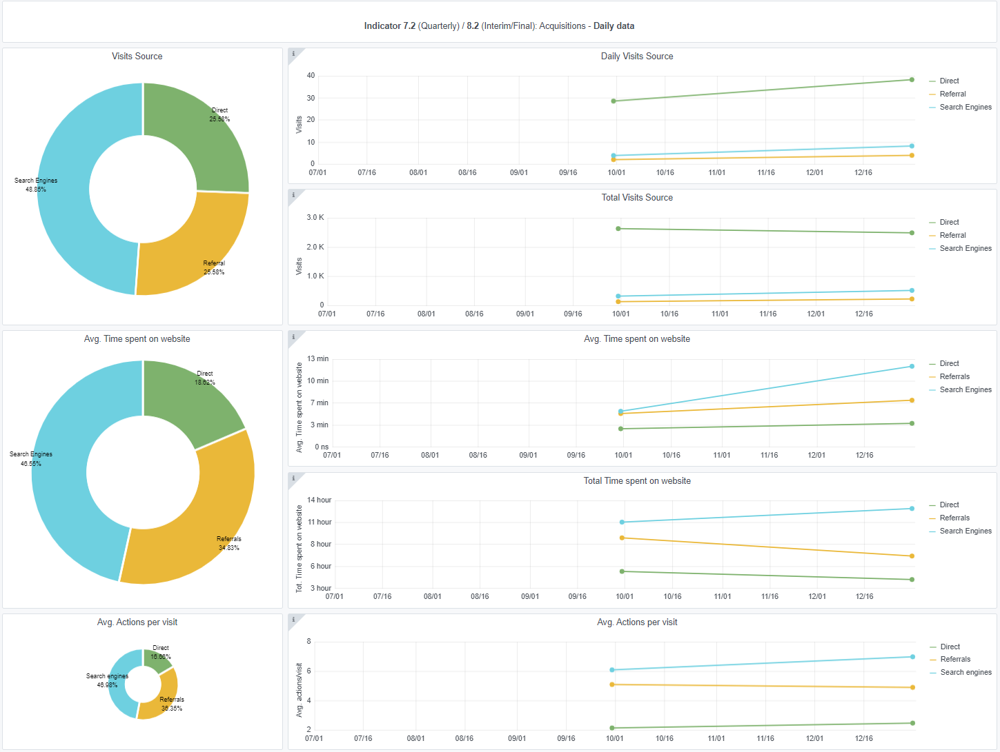 Indicator 7.2 (Quarterly) / 8.2 (Interim/Final): Acquisitions - Daily data
Visits Source
Direct
25.58%
Search Engines
48.85%
Referral
25.58%
i
Daily Visits Source
Visits
40
30
20
10
0
07/01 07/16 08/01 08/16 09/01 09/16 10/01 10/16 11/01 11/16 12/01 12/16
Direct
Referral
Search Engines
i
Total Visits Source
Visits
3.0 K
2.0 K
1.0 K
0
07/01 07/16 08/01 08/16 09/01 09/16 10/01 10/16 11/01 11/16 12/01 12/16
Direct
Referral
Search Engines
Avg. Time spent on website
Direct
18.62%
Search Engines
46.55%
Referrals
34.83%
i
Avg. Time spent on website
Avg. Time spent on website
13 min
10 min
7 min
3 min
0 ns
07/01 07/16 08/01 08/16 09/01 09/16 10/01 10/16 11/01 11/16 12/01 12/16
Direct
Referrals
Search Engines
i
Total Time spent on website
Tot. Time spent on website
14 hour
11 hour
8 hour
6 hour
3 hour
07/01 07/16 08/01 08/16 09/01 09/16 10/01 10/16 11/01 11/16 12/01 12/16
Direct
Referrals
Search Engines
Avg. Actions per visit
Direct
16.66%
Search engines
46.98%
Referrals
36.35%
i
Avg. Actions per visit
Avg. actions/visit
8
6
4
2
07/01 07/16 08/01 08/16 09/01 09/16 10/01 10/16 11/01 11/16 12/01 12/16
Direct
Referrals
Search engines